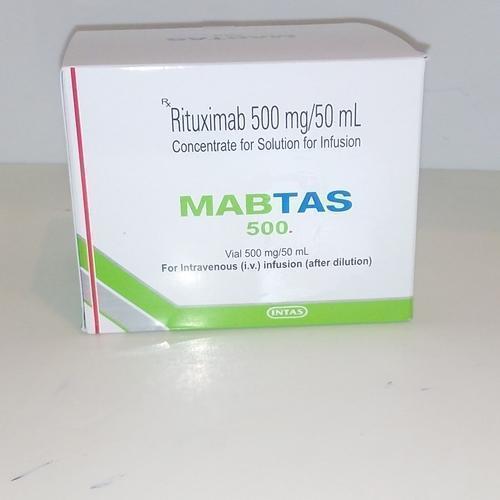 MABTAS
Rx Rituximab 500 mg/50 mL
Concentrate for Solution for Infusion
MABTAS
500.
Vial 500 mg/50 mL
For Intravenous (i.v.) infusion (after dilution)
INTAS